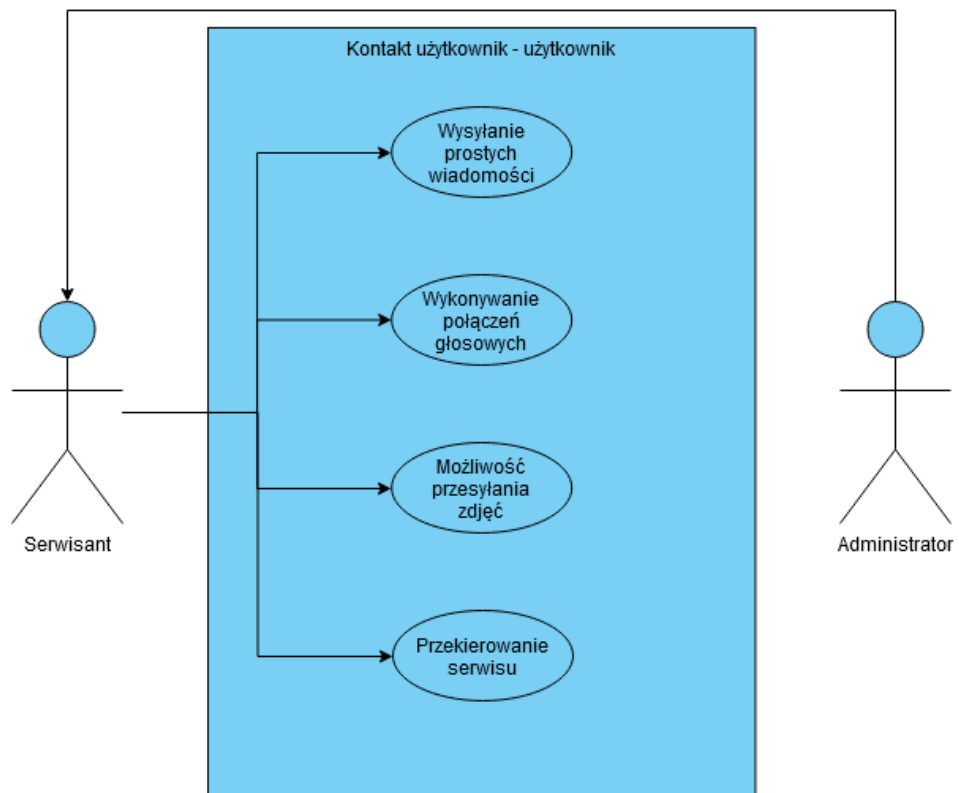 Kontakt użytkownik - użytkownik
Wysyłanie
prostych
wiadomości
Wykonywanie
połączeń
głosowych
Możliwość
przesyłania
zdjęć
Przekierowanie
serwisu
Serwisant
Administrator